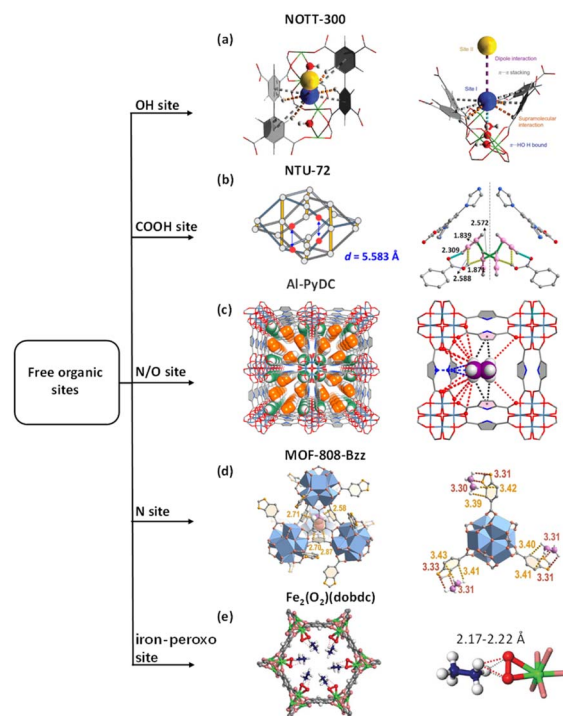 NOTT-300
(a)
Site II
Dipole interaction
π–π stacking
Site I
Supramolecular
interaction
π···HO H bound
OH site
NTU-72
(b)
COOH site
d = 5.583 Å
2.572
1.839
2.309
1.872
2.588
Al-PyDC
(c)
Free organic
sites
N/O site
MOF-808-Bzz
(d)
N site
2.71
2.58
2.70
2.87
3.31
3.30
3.42
3.39
3.43
3.33
3.41
3.31
3.40
3.31
3.41
3.31
Fe2(O2)(dobdc)
(e)
iron-peroxo
site
2.17-2.22 Å